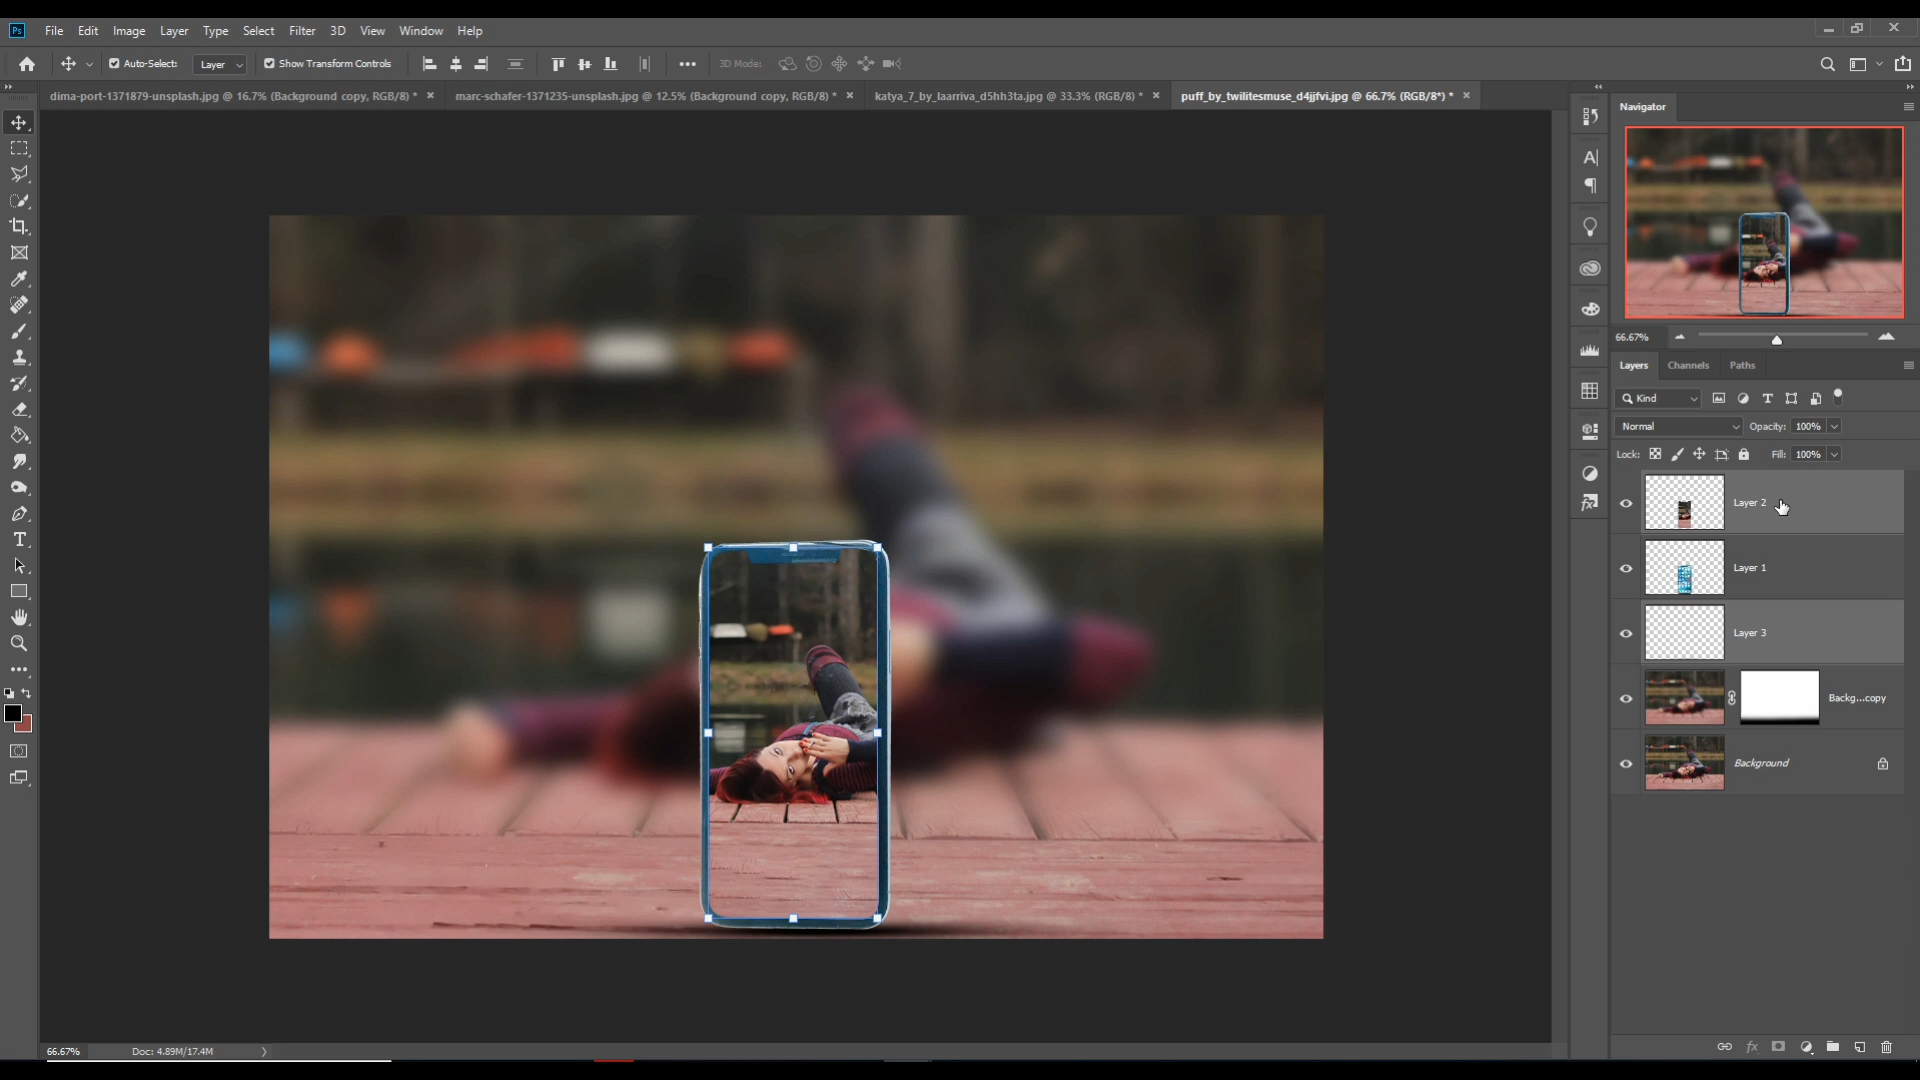 Ps File Edit Image Layer Type Select Filter 3D View Window Help
Auto-Select: Layer Show Transform Controls 3D Mode:
dima-port-1371879-unsplash.jpg @ 16.7% (Background copy, RGB/8) * marc-schafer-1371235-unsplash.jpg @ 12.5% (Background copy, RGB/8) * katya_7_by_laarriva_d5hh3ta.jpg @ 33.3% (RGB/8) * puff_by_twilitesmuse_d4jjfvi.jpg @ 66.7% (RGB/8*) *
Navigator
66.67%
Layers Channels Paths
Kind
Normal Opacity: 100%
Lock: Fill: 100%
Layer 2
Layer 1
Layer 3
Backg...copy
Background
66.67% Doc: 4.89M/17.4M